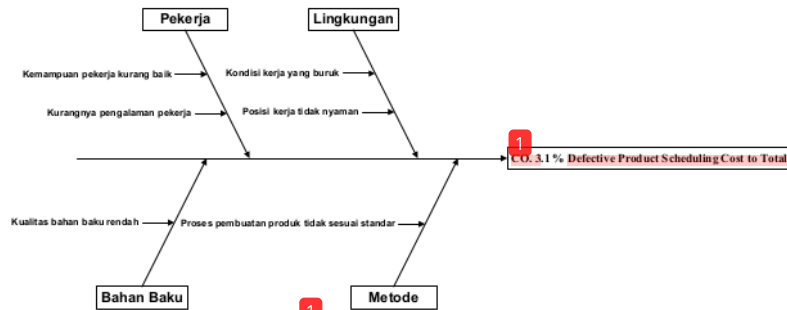 Pekerja
Lingkungan
Kemampuan pekerja kurang baik
Kondisi kerja yang buruk
Kurangnya pengalaman pekerja
Posisi kerja tidak nyaman
1
CO. 3.1 % Defective Product Scheduling Cost to Total
Kualitas bahan baku rendah
Proses pembuatan produk tidak sesuai standar
Bahan Baku
1
Metode